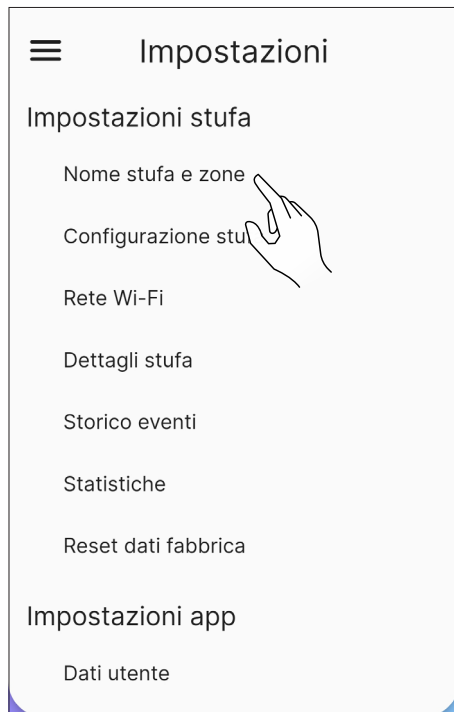 Impostazioni
Impostazioni stufa
Nome stufa e zone
Configurazione
Rete Wi-Fi
Dettagli stufa
Storico eventi
Statistiche
Reset dati fabbrica
Impostazioni app
Dati utente